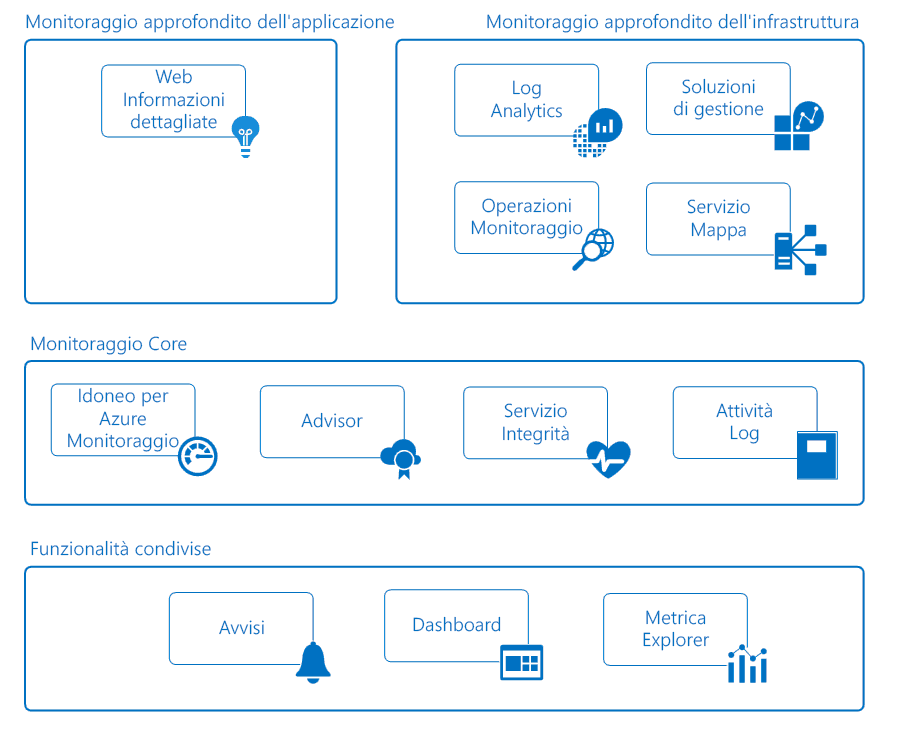 Monitoraggio approfondito dell'applicazione
Monitoraggio approfondito dell'infrastruttura
Web
Informazioni
dettagliate
Log
Analytics
Soluzioni
di gestione
Operazioni
Monitoraggio
Servizio
Mappa
Monitoraggio Core
Idoneo per
Azure
Monitoraggio
Advisor
Servizio
Integrità
Attività
Log
Funzionalità condivise
Avvisi
Dashboard
Metrica
Explorer